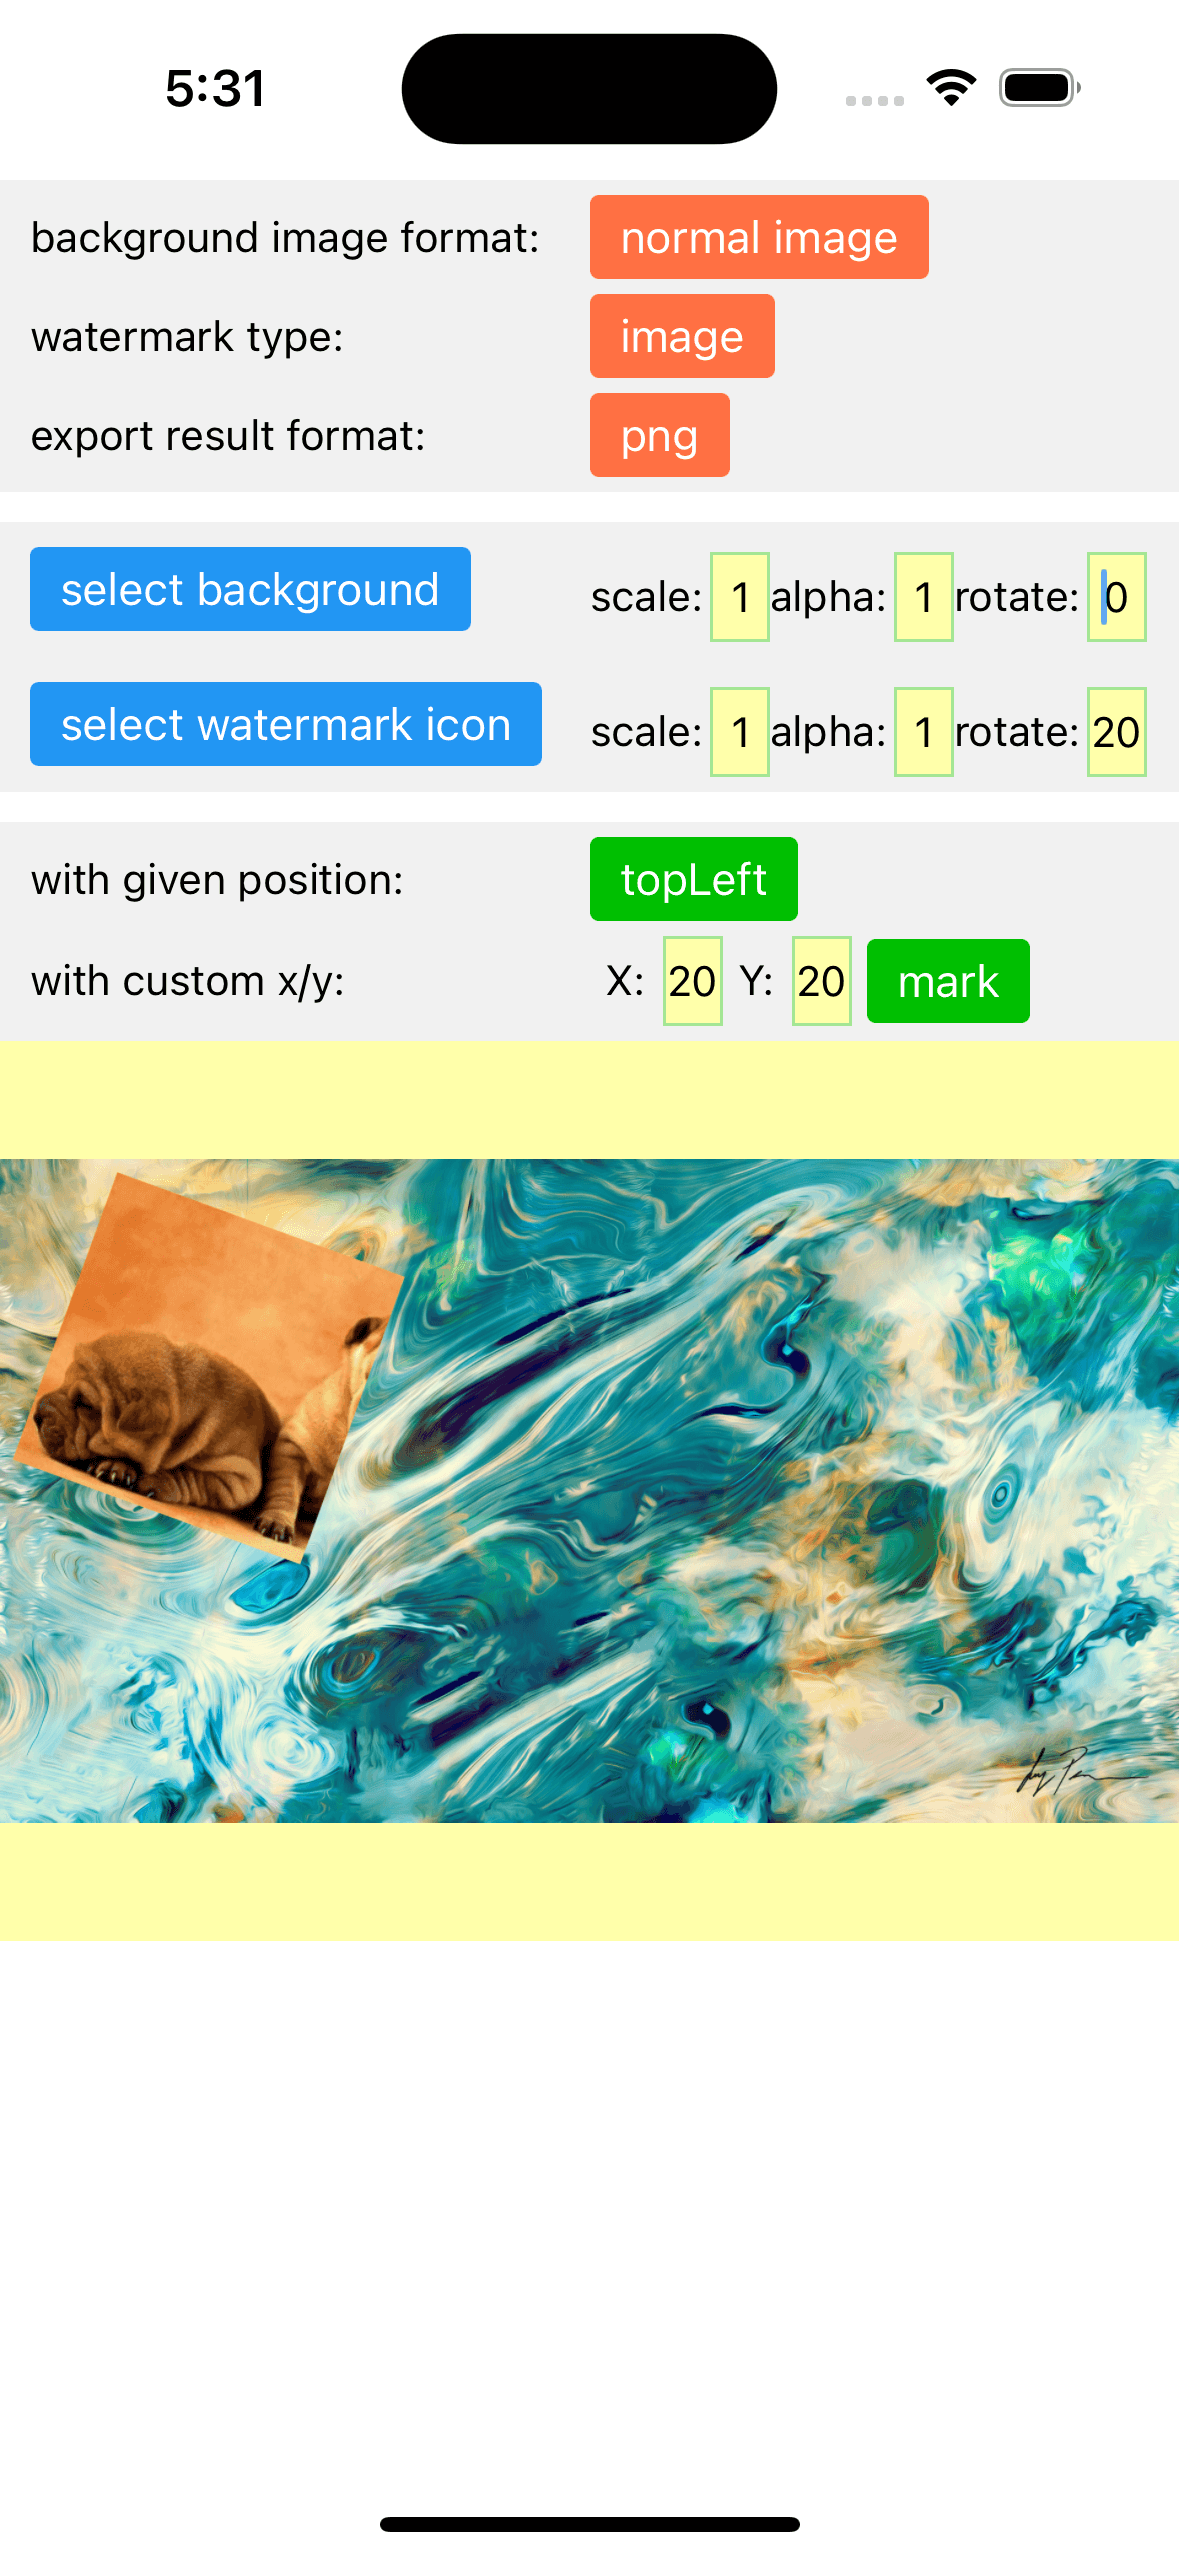 5:31
background image format: normal image
watermark type: image
export result format: png
select background scale: 1 alpha: 1 rotate: 0
select watermark icon scale: 1 alpha: 1 rotate: 20
with given position: topLeft
with custom x/y: X: 20 Y: 20 mark